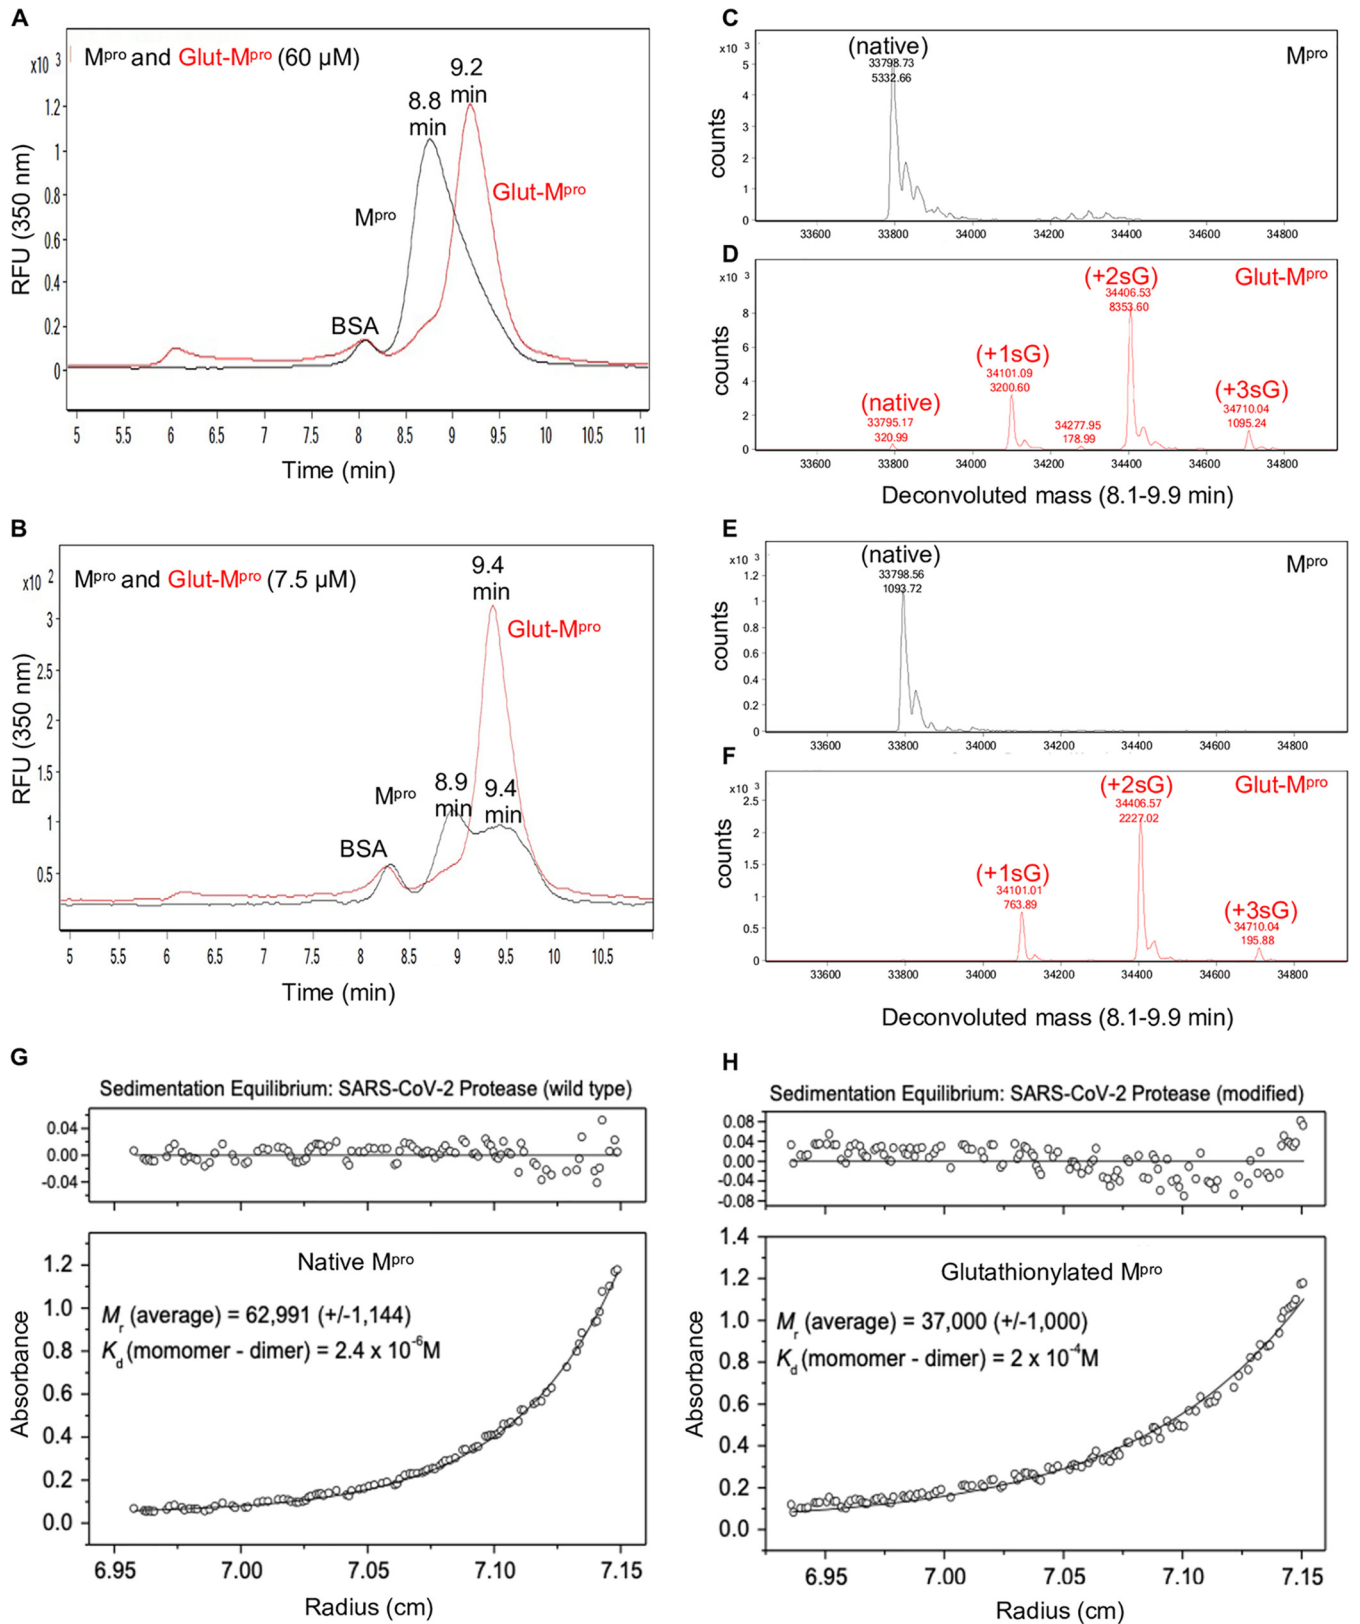 A
Mpro and Glut-Mpro (60 µM)
x10 3
1.2
1
0.8
0.6
0.4
0.2
0
RFU (350 nm)
8.8
min
9.2
min
Mpro
Glut-Mpro
BSA
5 5.5 6 6.5 7 7.5 8 8.5 9 9.5 10 10.5 11
Time (min)
B
Mpro and Glut-Mpro (7.5 µM)
x10 2
3
2.5
2
1.5
1
0.5
RFU (350 nm)
9.4
min
Glut-Mpro
Mpro
8.9
min
9.4
min
BSA
5 5.5 6 6.5 7 7.5 8 8.5 9 9.5 10 10.5
Time (min)
C
x10 3
5
4
3
2
1
0
counts
(native)
33798.73
5332.66
Mpro
33600 33800 34000 34200 34400 34600 34800
D
x10 3
8
6
4
2
0
counts
(native)
33795.17
320.99
(+1sG)
34101.09
3200.60
34277.95
178.99
(+2sG)
34406.53
8353.60
(+3sG)
34710.04
1095.24
Glut-Mpro
33600 33800 34000 34200 34400 34600 34800
Deconvoluted mass (8.1-9.9 min)
E
x10 3
1.2
1
0.8
0.6
0.4
0.2
0
counts
(native)
33798.56
1093.72
Mpro
33600 33800 34000 34200 34400 34600 34800
F
x10 3
2.5
2
1.5
1
0.5
0
counts
(+1sG)
34101.01
763.89
(+2sG)
34406.57
2227.02
(+3sG)
34710.04
195.88
Glut-Mpro
33600 33800 34000 34200 34400 34600 34800
Deconvoluted mass (8.1-9.9 min)
G
Sedimentation Equilibrium: SARS-CoV-2 Protease (wild type)
0.04
0.00
-0.04
Native Mpro
Mr (average) = 62,991 (+/-1,144)
Kd (momomer - dimer) = 2.4 x 10-6M
1.2
1.0
0.8
0.6
0.4
0.2
0.0
Absorbance
6.95 7.00 7.05 7.10 7.15
Radius (cm)
H
Sedimentation Equilibrium: SARS-CoV-2 Protease (modified)
0.08
0.04
0.00
-0.04
-0.08
Glutathionylated Mpro
Mr (average) = 37,000 (+/-1,000)
Kd (momomer - dimer) = 2 x 10-4M
1.4
1.2
1.0
0.8
0.6
0.4
0.2
0.0
Absorbance
6.95 7.00 7.05 7.10 7.15
Radius (cm)